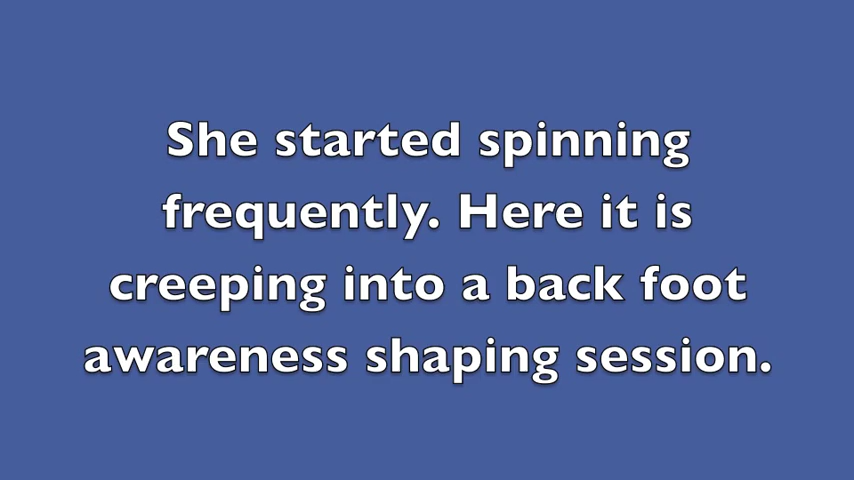 She started spinning
frequently. Here it is
creeping into a back foot
awareness shaping session.